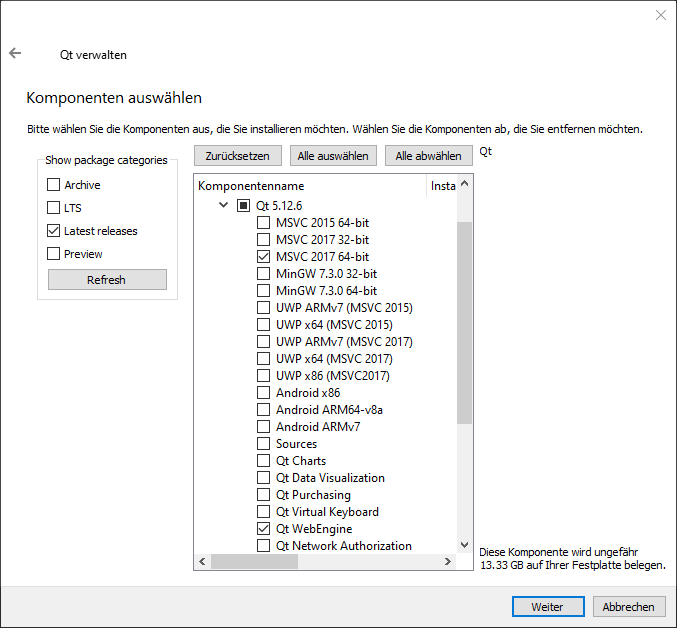 Qt verwalten
Komponenten auswählen
Bitte wählen Sie die Komponenten aus, die Sie installieren möchten. Wählen Sie die Komponenten ab, die Sie entfernen möchten.
Show package categories
Archive
LTS
Latest releases
Preview
Refresh
Zurücksetzen
Alle auswählen
Alle abwählen
Qt
Komponentenname
Insta
Qt 5.12.6
MSVC 2015 64-bit
MSVC 2017 32-bit
MSVC 2017 64-bit
MinGW 7.3.0 32-bit
MinGW 7.3.0 64-bit
UWP ARMv7 (MSVC 2015)
UWP x64 (MSVC 2015)
UWP ARMv7 (MSVC 2017)
UWP x64 (MSVC 2017)
UWP x86 (MSVC2017)
Android x86
Android ARM64-v8a
Android ARMv7
Sources
Qt Charts
Qt Data Visualization
Qt Purchasing
Qt Virtual Keyboard
Qt WebEngine
Qt Network Authorization
Diese Komponente wird ungefähr
13.33 GB auf Ihrer Festplatte belegen.
Weiter
Abbrechen